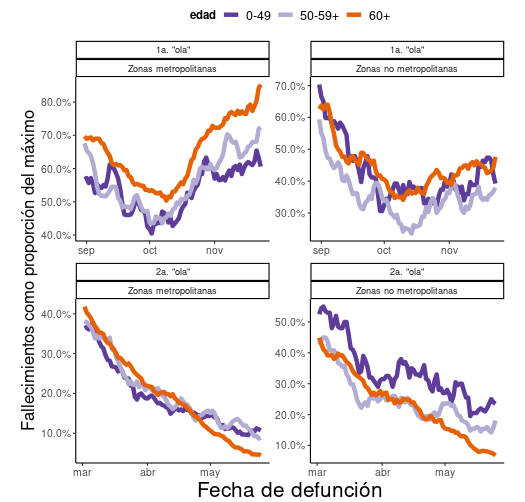 edad 0-49 50-59+ 60+
1a. "ola" 1a. "ola"
Zonas metropolitanas Zonas no metropolitanas
80.0%
70.0%
60.0%
50.0%
40.0%
70.0%
60.0%
50.0%
40.0%
30.0%
sep oct nov sep oct nov
2a. "ola" 2a. "ola"
Zonas metropolitanas Zonas no metropolitanas
40.0%
30.0%
20.0%
10.0%
50.0%
40.0%
30.0%
20.0%
10.0%
mar abr may mar abr may
Fallecimientos como proporción del máximo
Fecha de defunción